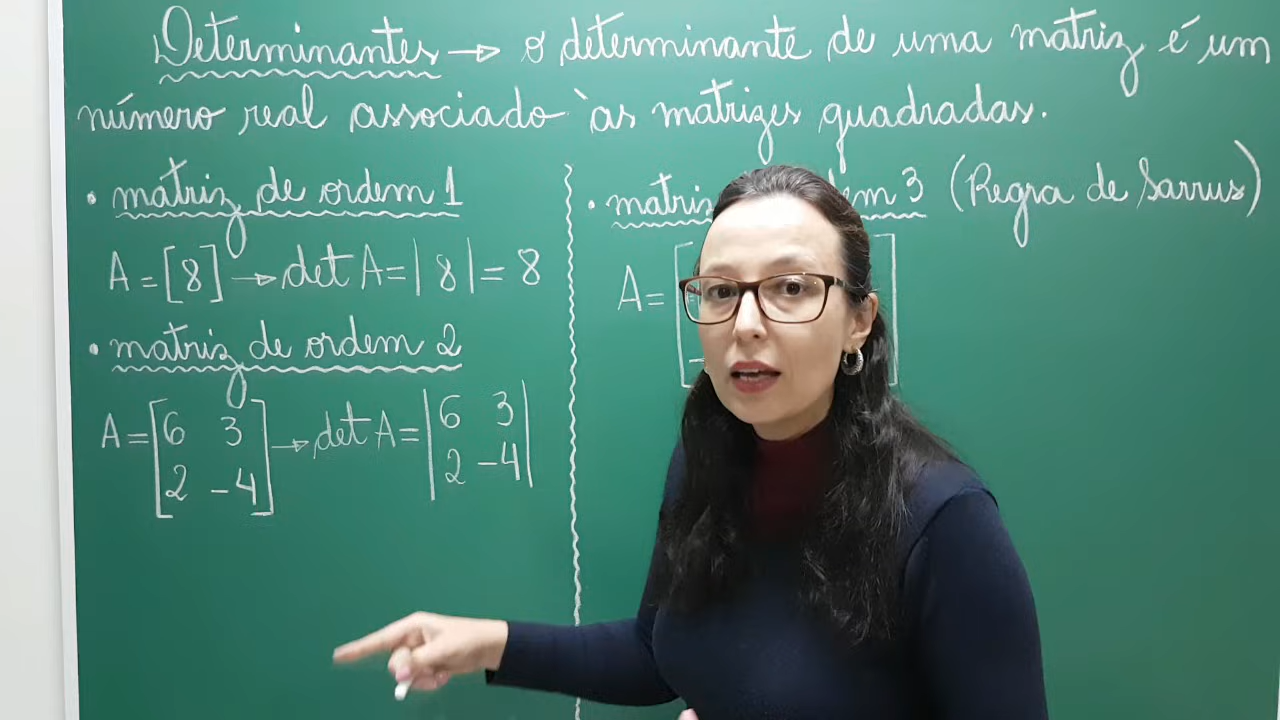 Determinantes → o determinante de uma matriz é um
número real associado às matrizes quadradas.
• matriz de ordem 1
A = [8] → det A = | 8 | = 8
• matriz de ordem 2
A = [6 3
2 -4] → det A = |6 3
2 -4|
• 3 (Regra de Sarrus)
A = [ ]